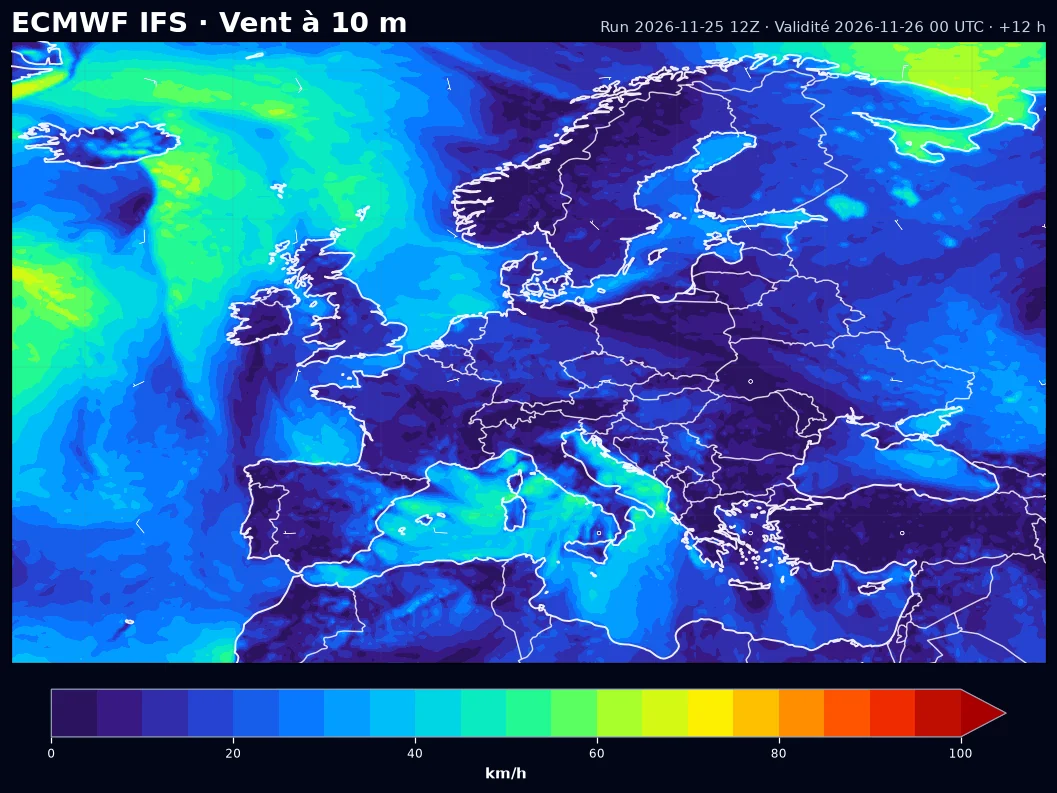 ECMWF IFS · Vent à 10 m
Run 2026-11-25 12Z · Validité 2026-11-26 00 UTC · +12 h
0 20 40 60 80 100
km/h